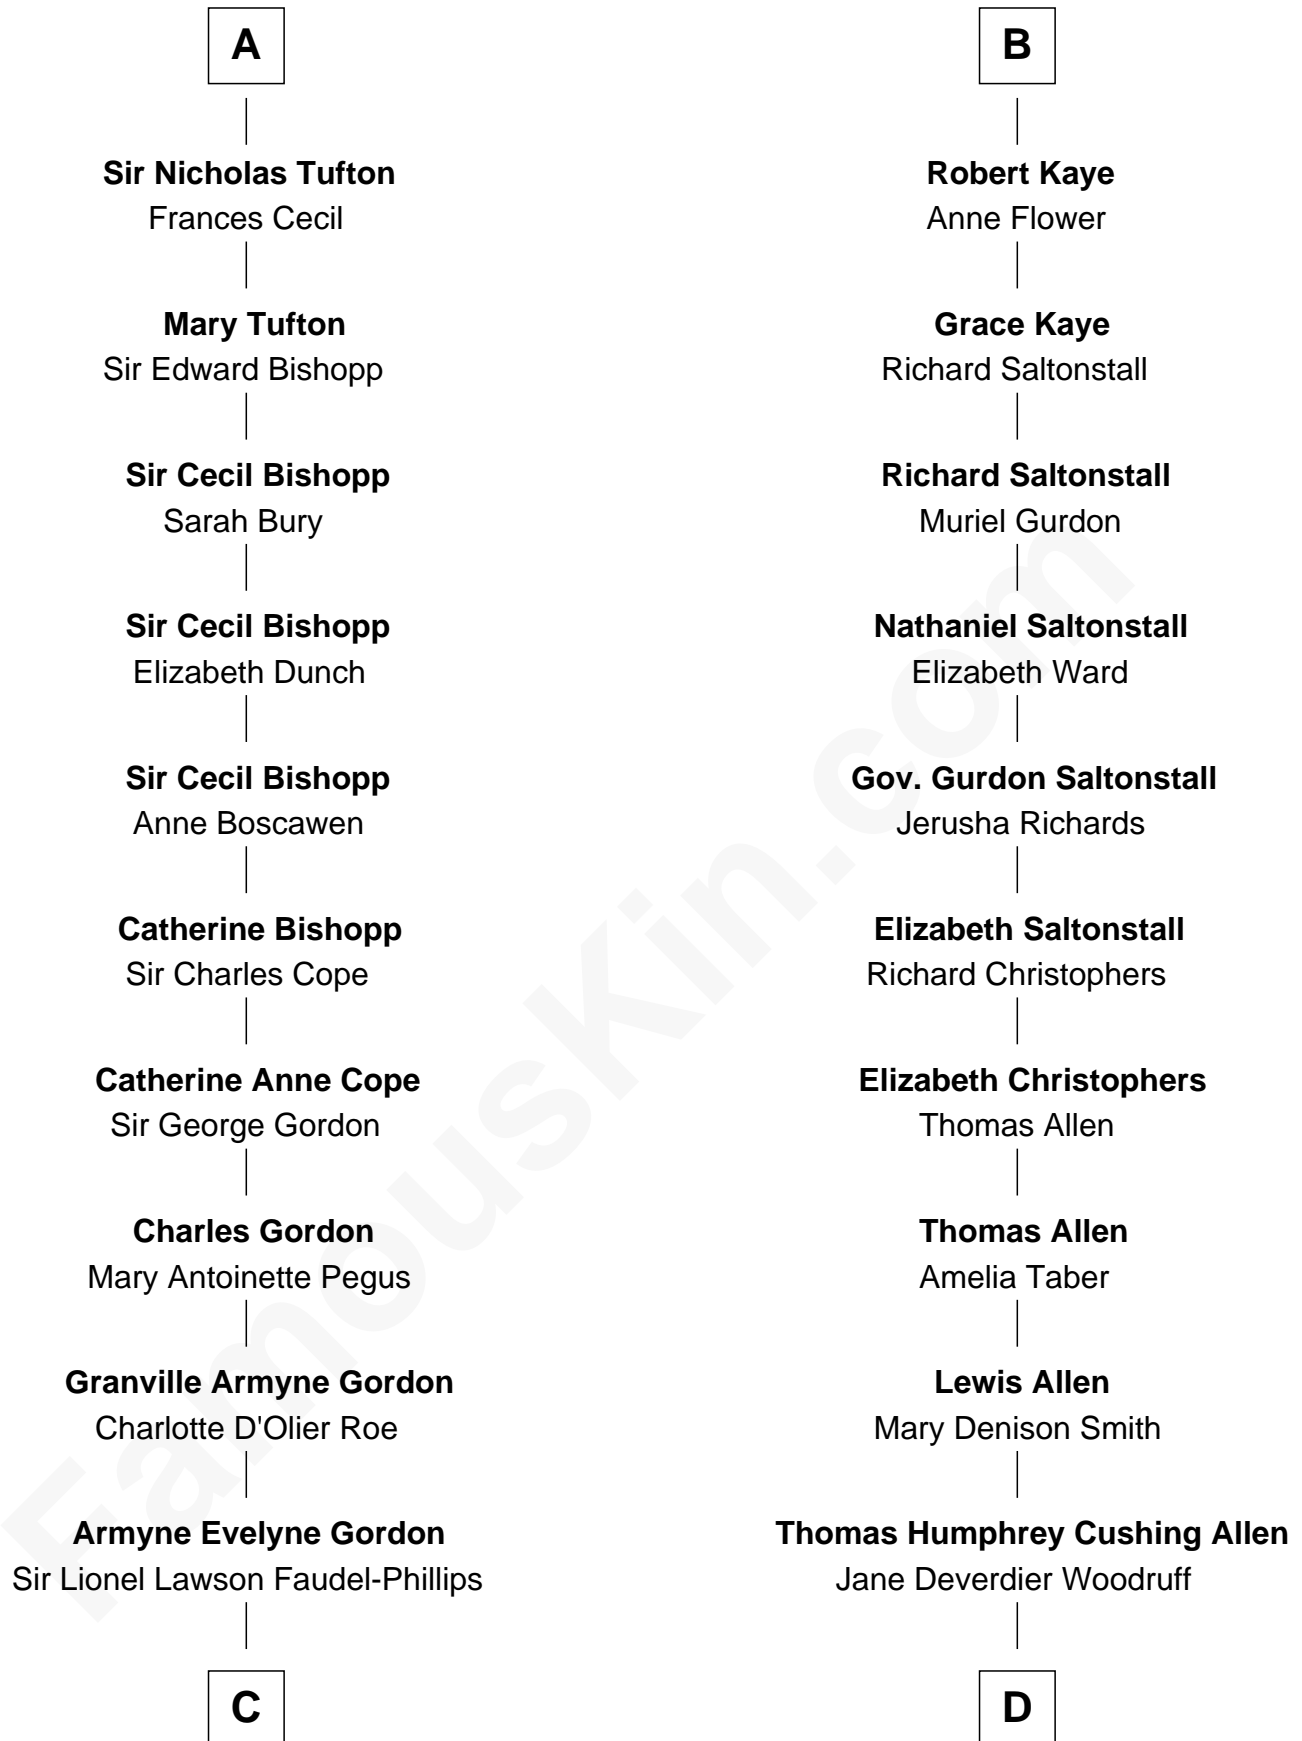 A
Sir Nicholas Tufton
Frances Cecil
Mary Tufton
Sir Edward Bishopp
Sir Cecil Bishopp
Sarah Bury
Sir Cecil Bishopp
Elizabeth Dunch
Sir Cecil Bishopp
Anne Boscawen
Catherine Bishopp
Sir Charles Cope
Catherine Anne Cope
Sir George Gordon
Charles Gordon
Mary Antoinette Pegus
Granville Armyne Gordon
Charlotte D'Olier Roe
Armyne Evelyne Gordon
Sir Lionel Lawson Faudel-Phillips
C
B
Robert Kaye
Anne Flower
Grace Kaye
Richard Saltonstall
Richard Saltonstall
Muriel Gurdon
Nathaniel Saltonstall
Elizabeth Ward
Gov. Gurdon Saltonstall
Jerusha Richards
Elizabeth Saltonstall
Richard Christophers
Elizabeth Christophers
Thomas Allen
Thomas Allen
Amelia Taber
Lewis Allen
Mary Denison Smith
Thomas Humphrey Cushing Allen
Jane Deverdier Woodruff
D
FamousKin.com